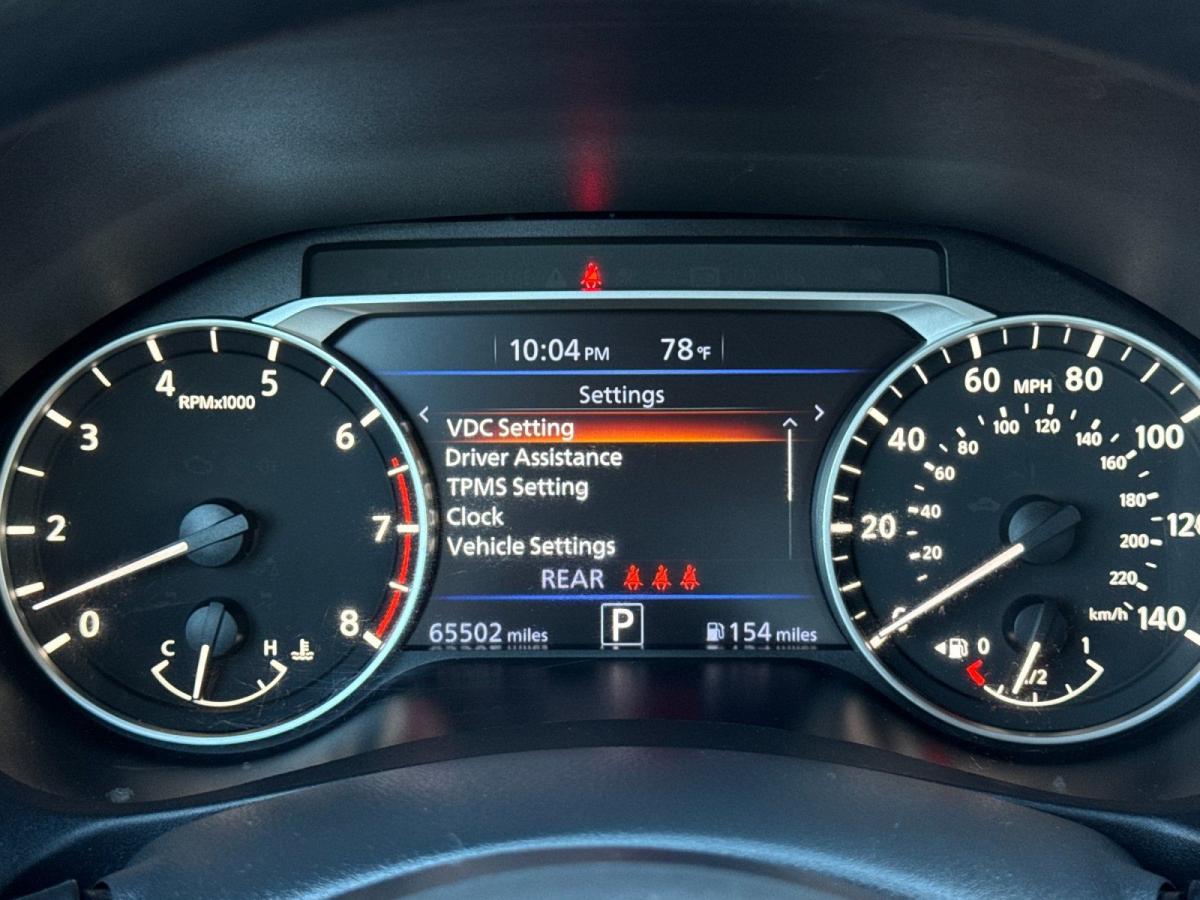 10:04 PM 78 °F
Settings
VDC Setting
Driver Assistance
TPMS Setting
Clock
Vehicle Settings
REAR
65502 miles P 154 miles
0 2 3 4 5 6 7 8
RPMx1000
C H
20 40 60 80 100 120 140
MPH
20 40 60 80 100 120 140 160 180 200 220
km/h
0 1/2 1